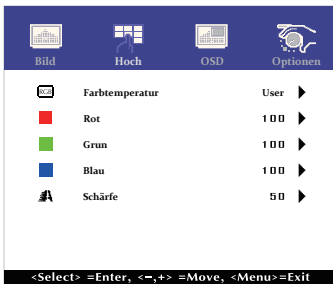 Bild Hoch OSD Optionen
RGB Farbtemperatur User
Rot 100
Grun 100
Blau 100
Schärfe 50
<Select> =Enter, <−,+> =Move, <Menu>=Exit